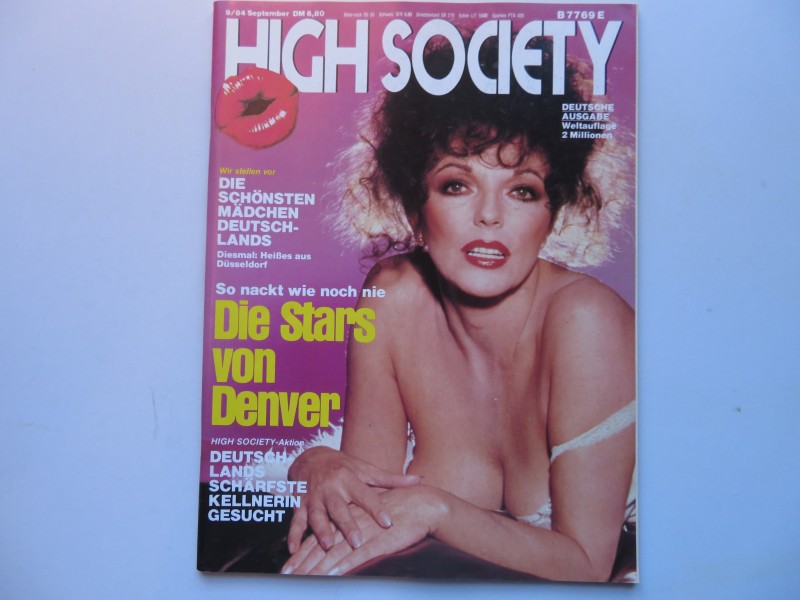 9/84 September DM 6,80
B 7769 E
HIGH SOCIETY
DEUTSCHE
AUSGABE
Weltauflage
2 Millionen
Wir stellen vor
DIE
SCHÖNSTEN
MÄDCHEN
DEUTSCH-
LANDS
Diesmal: Heißes aus
Düsseldorf
So nackt wie noch nie
Die Stars
von
Denver
HIGH SOCIETY-Aktion
DEUTSCH
LANDS
SCHÄRFSTE
KELLNERIN
GESUCHT